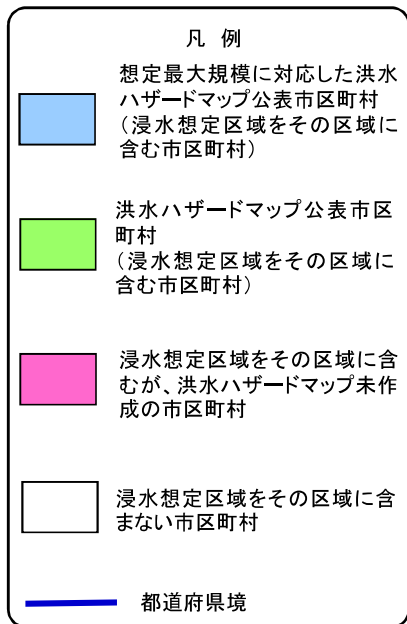 凡 例
想定最大規模に対応した洪水
ハザードマップ公表市区町村
（浸水想定区域をその区域に
含む市区町村）
洪水ハザードマップ公表市区
町村
（浸水想定区域をその区域に
含む市区町村）
浸水想定区域をその区域に含
むが、洪水ハザードマップ未作
成の市区町村
浸水想定区域をその区域に含
まない市区町村
都道府県境